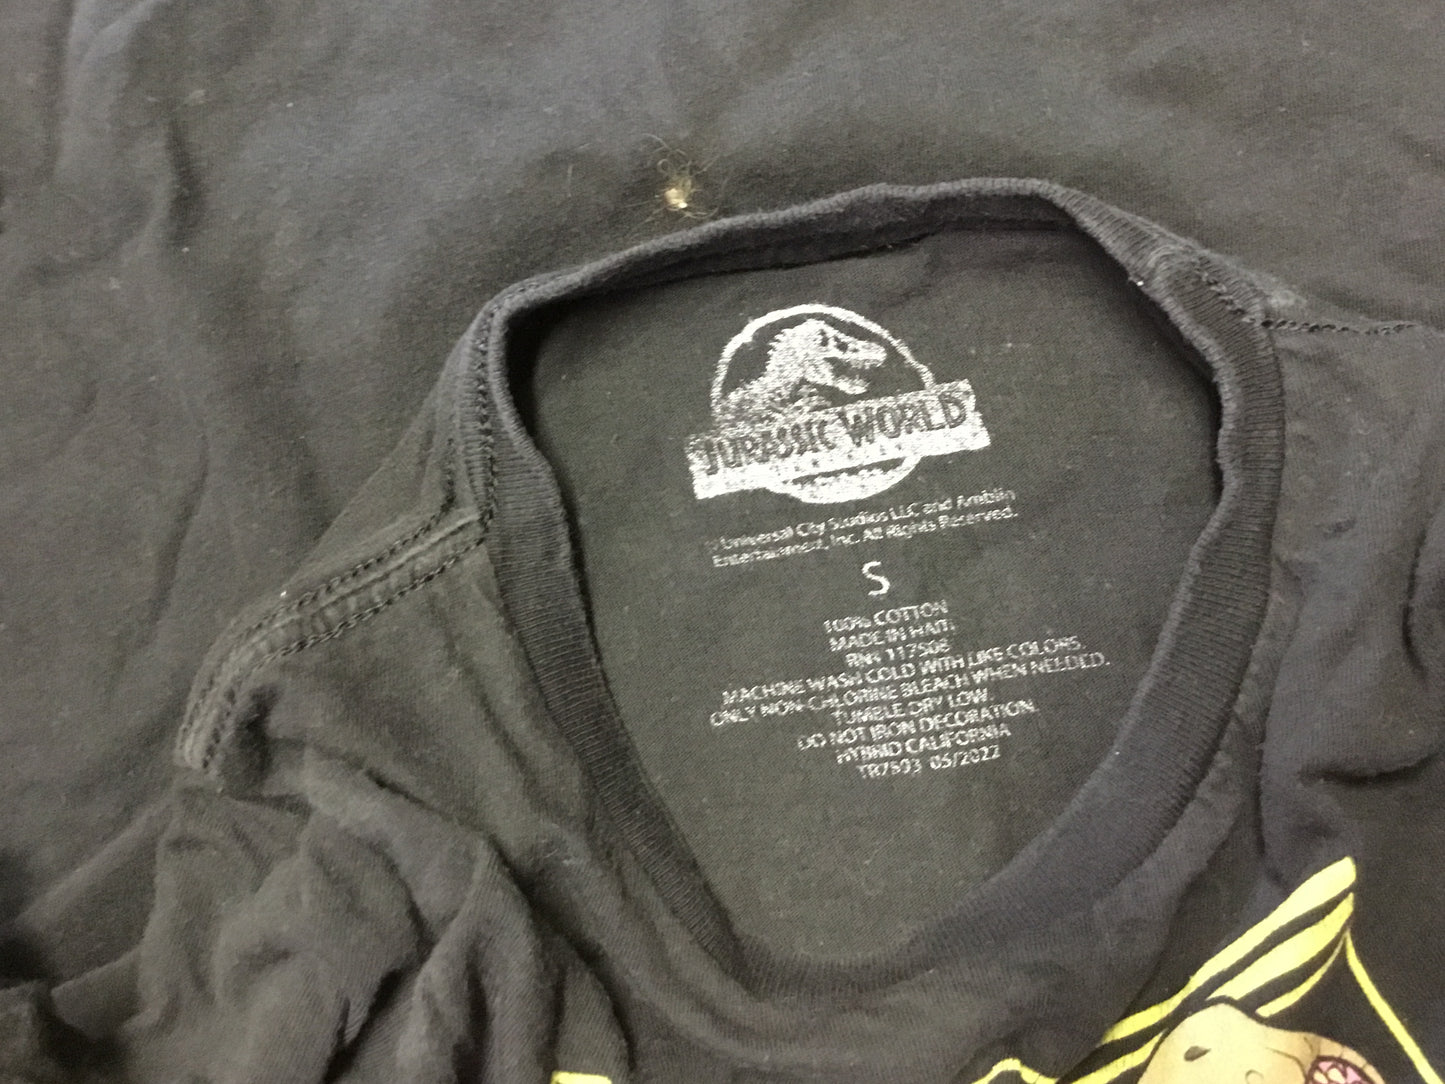 JURASSIC WORLD
© Universal City Studios LLC and Amblin
Entertainment, Inc. All Rights Reserved.
S
100% COTTON
MADE IN HAITI
RN# 117508
MACHINE WASH COLD WITH LIKE COLORS.
ONLY NON-CHLORINE BLEACH WHEN NEEDED.
TUMBLE DRY LOW.
DO NOT IRON DECORATION.
HYBRID CALIFORNIA
05/2022